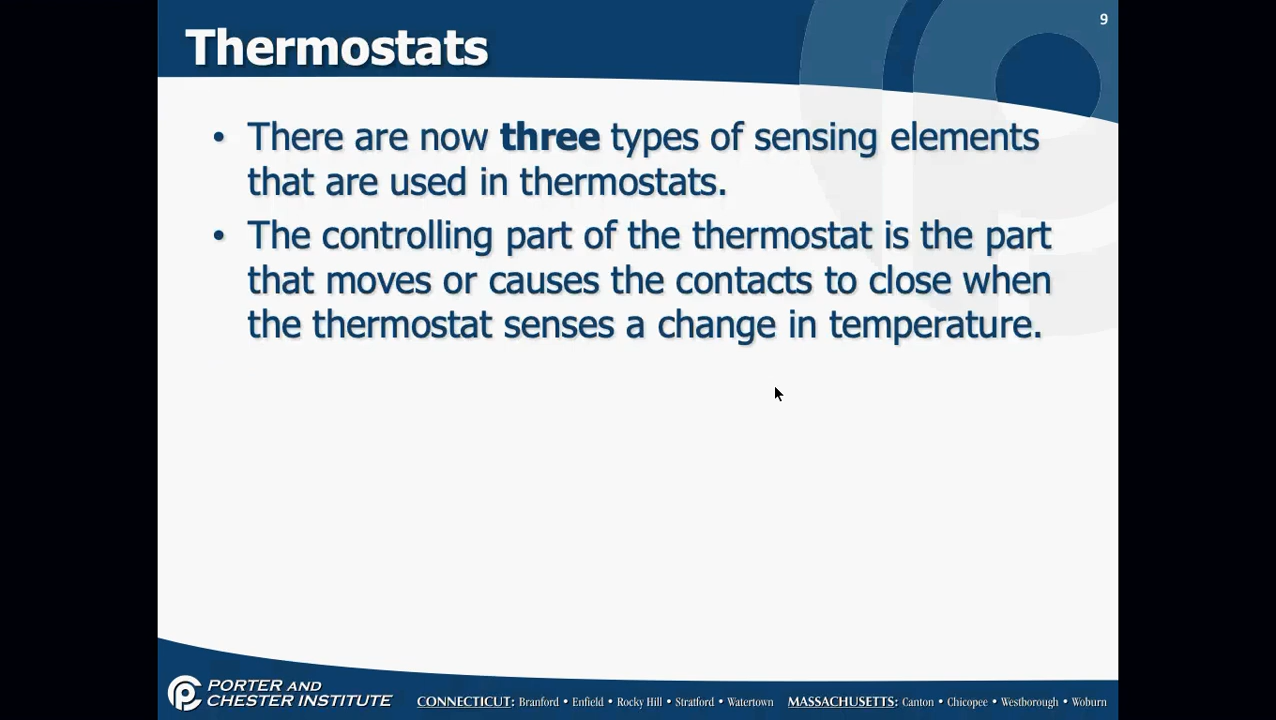 Thermostats
9
• There are now three types of sensing elements
that are used in thermostats.
• The controlling part of the thermostat is the part
that moves or causes the contacts to close when
the thermostat senses a change in temperature.
PORTER AND
CHESTER INSTITUTE
CONNECTICUT: Branford • Enfield • Rocky Hill • Stratford • Watertown MASSACHUSETTS: Canton • Chicopee • Westborough • Woburn